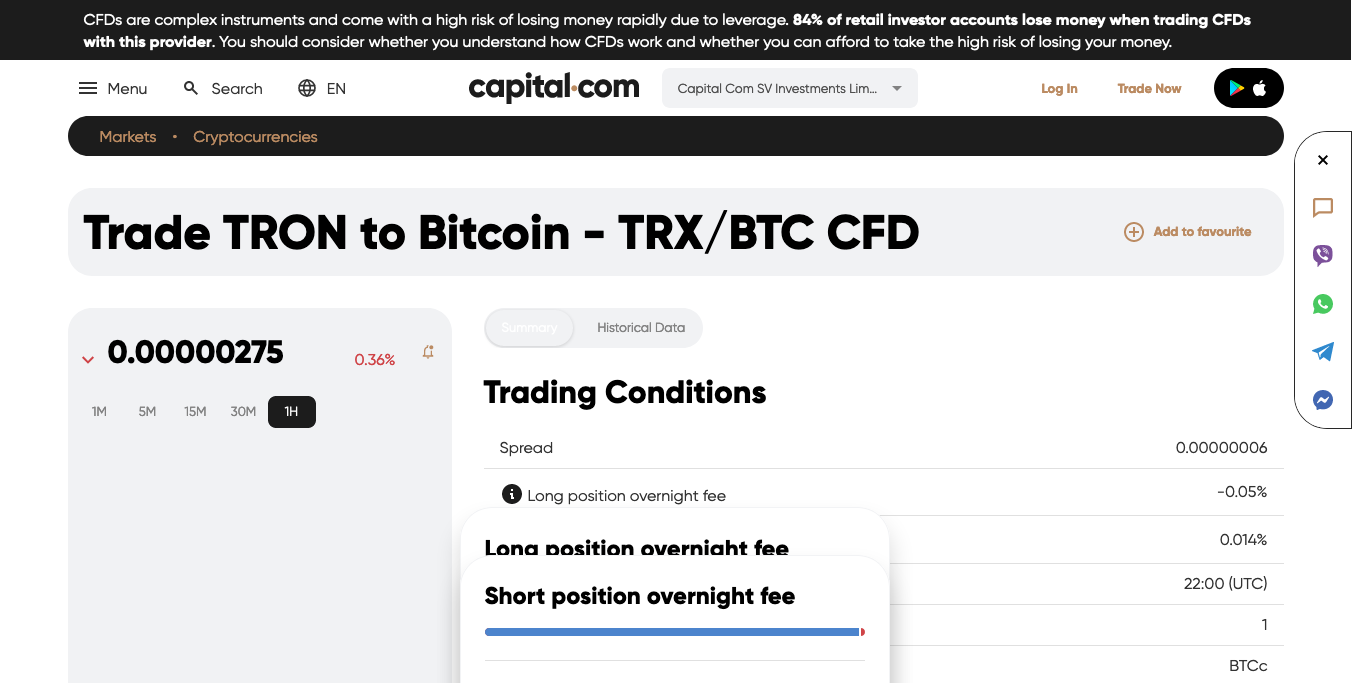 CFDs are complex instruments and come with a high risk of losing money rapidly due to leverage. 84% of retail investor accounts lose money when trading CFDs
with this provider. You should consider whether you understand how CFDs work and whether you can afford to take the high risk of losing your money.
Menu Search EN capital.com Capital Com SV Investments Lim... Log In Trade Now
Markets • Cryptocurrencies
Trade TRON to Bitcoin - TRX/BTC CFD Add to favourite
0.00000275 0.36%
1M 5M 15M 30M 1H
Summary Historical Data
Trading Conditions
Spread 0.00000006
Long position overnight fee -0.05%
Long position overnight fee 0.014%
Short position overnight fee 22:00 (UTC)
1
BTCc